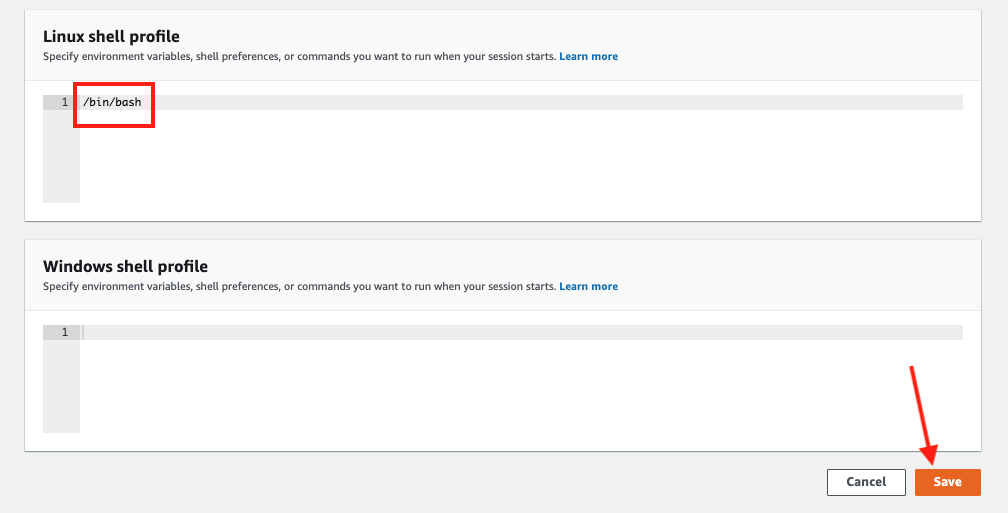 Linux shell profile
Specify environment variables, shell preferences, or commands you want to run when your session starts. Learn more
1 /bin/bash
Windows shell profile
Specify environment variables, shell preferences, or commands you want to run when your session starts. Learn more
1
Cancel Save